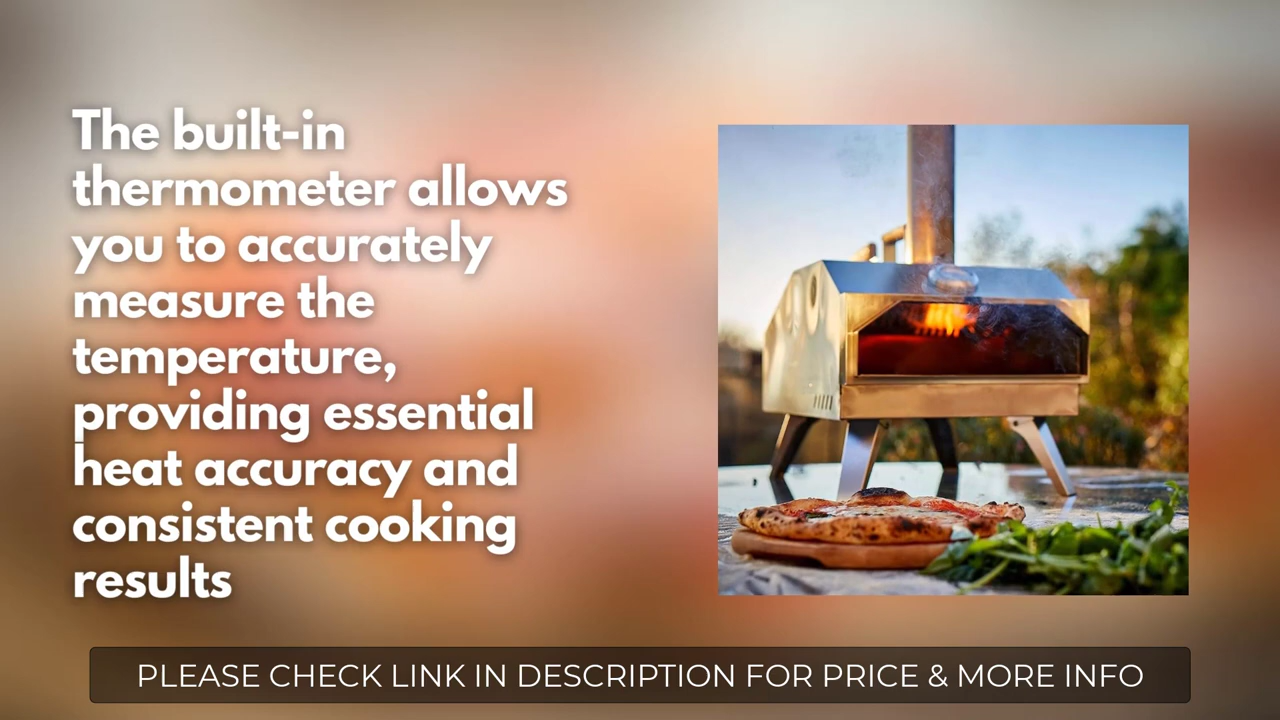 The built-in
thermometer allows
you to accurately
measure the
temperature,
providing essential
heat accuracy and
consistent cooking
results
PLEASE CHECK LINK IN DESCRIPTION FOR PRICE & MORE INFO